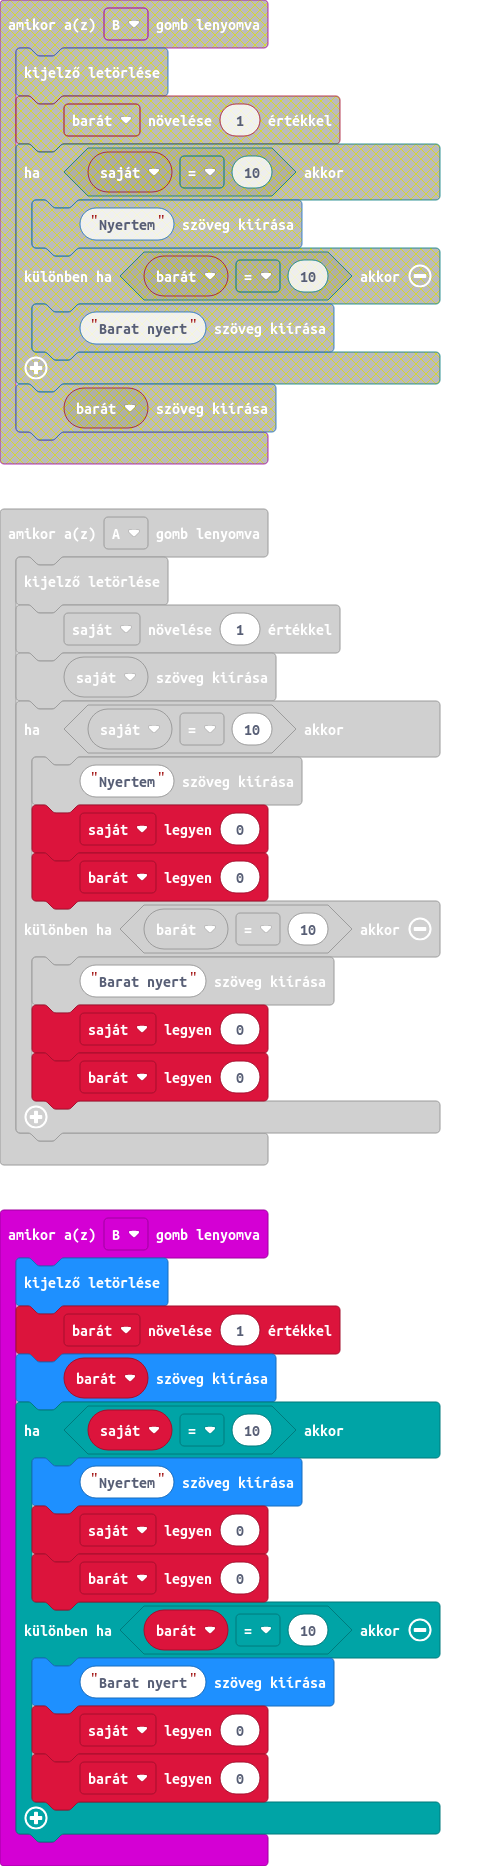 amikor a(z) B gomb lenyomva
kijelző letörlése
barát növelése 1 értékkel
ha saját = 10 akkor
"Nyertem" szöveg kiírása
különben ha barát = 10 akkor
"Barat nyert" szöveg kiírása
barát szöveg kiírása
amikor a(z) A gomb lenyomva
kijelző letörlése
saját növelése 1 értékkel
saját szöveg kiírása
ha saját = 10 akkor
"Nyertem" szöveg kiírása
saját legyen 0
barát legyen 0
különben ha barát = 10 akkor
"Barat nyert" szöveg kiírása
saját legyen 0
barát legyen 0
amikor a(z) B gomb lenyomva
kijelző letörlése
barát növelése 1 értékkel
barát szöveg kiírása
ha saját = 10 akkor
"Nyertem" szöveg kiírása
saját legyen 0
barát legyen 0
különben ha barát = 10 akkor
"Barat nyert" szöveg kiírása
saját legyen 0
barát legyen 0